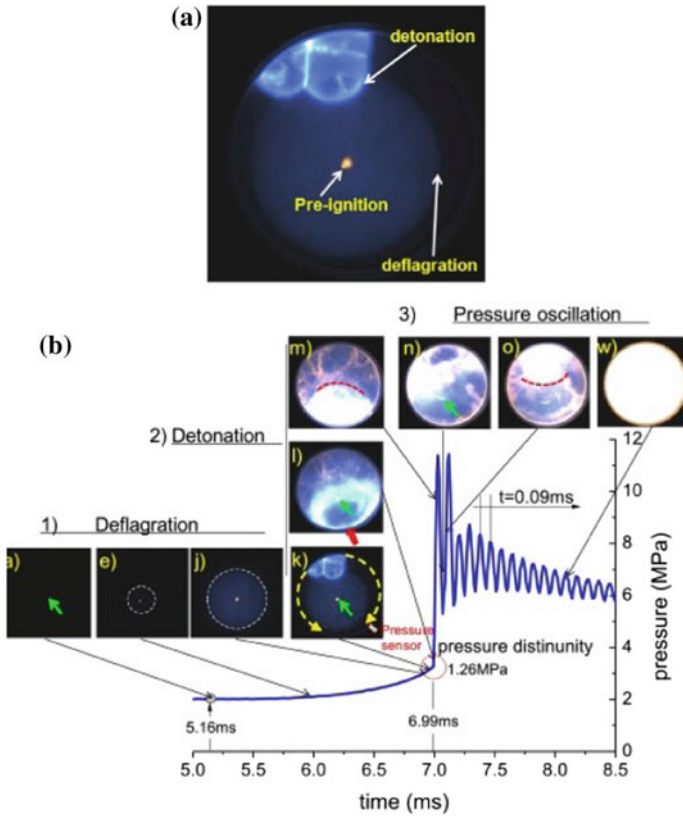 (a)
detonation
Pre-ignition
deflagration
(b)
3) Pressure oscillation
m)
n)
o)
w)
2) Detonation
l)
1) Deflagration
a)
e)
j)
k)
t=0.09ms
Pressure
sensor
pressure distinunity
1.26MPa
5.16ms
6.99ms
12
10
8
6
4
2
0
pressure (MPa)
5.0 5.5 6.0 6.5 7.0 7.5 8.0 8.5
time (ms)